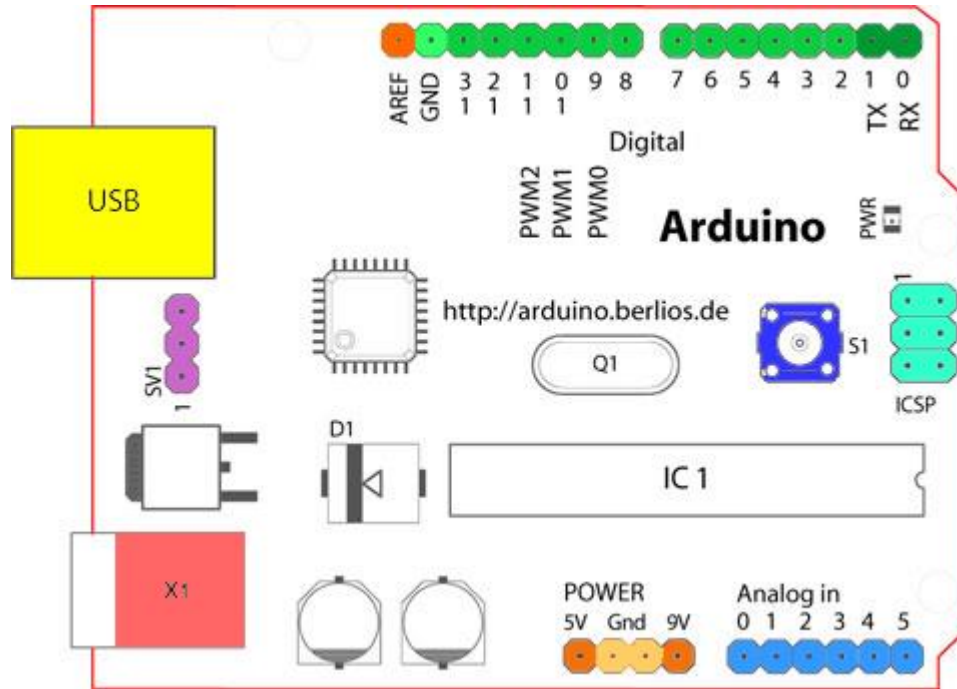 AREF GND 13 12 11 10 9 8 7 6 5 4 3 2 1 0
TX RX
Digital
USB
PWM2 PWM1 PWM0
Arduino
PWR
1
http://arduino.berlios.de
S1
Q1
SV1
1
ICSP
D1
IC 1
X1
POWER
5V Gnd 9V
Analog in
0 1 2 3 4 5